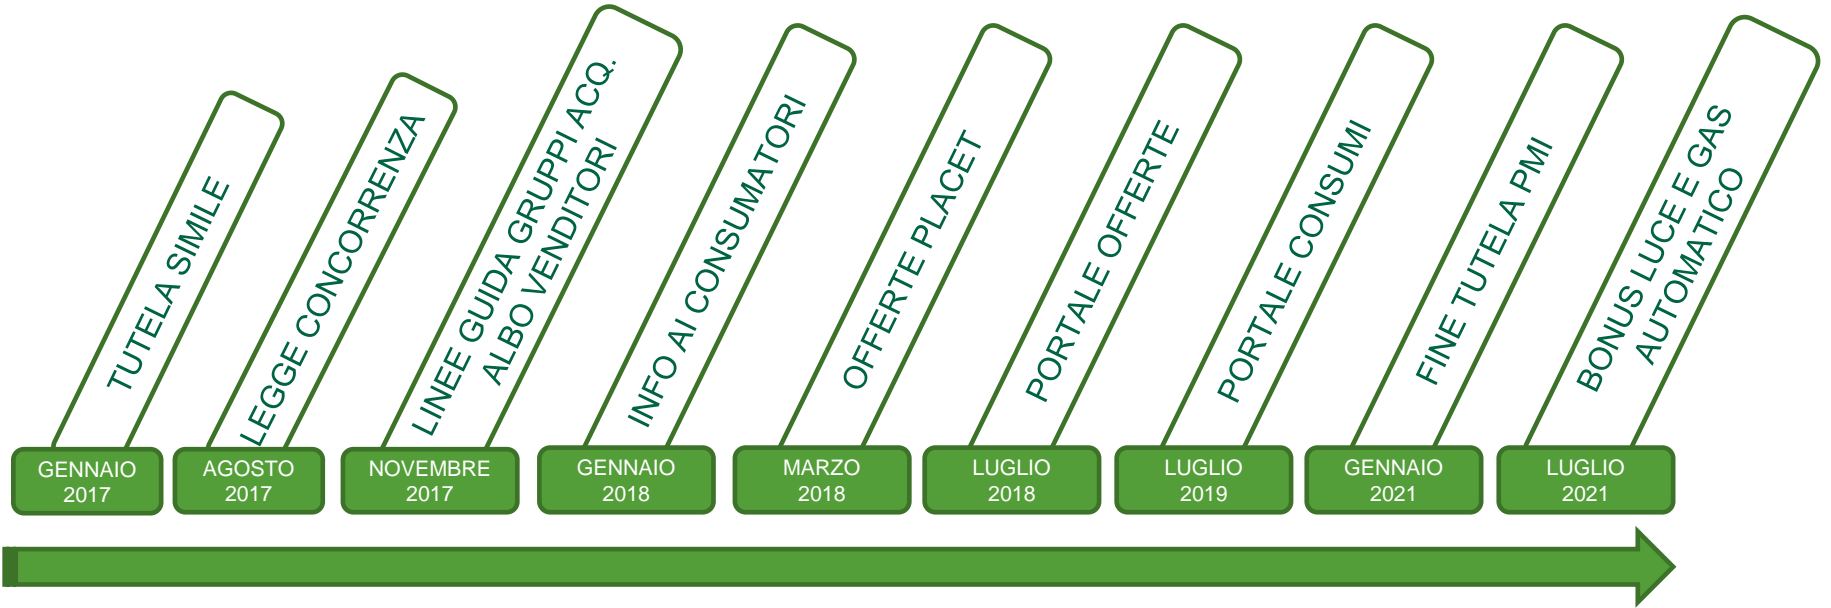 TUTELA SIMILE
GENNAIO
2017
LEGGE CONCORRENZA
AGOSTO
2017
LINEE GUIDA GRUPPI ACQ.
ALBO VENDITORI
NOVEMBRE
2017
INFO AI CONSUMATORI
GENNAIO
2018
OFFERTE PLACET
MARZO
2018
PORTALE OFFERTE
LUGLIO
2018
PORTALE CONSUMI
LUGLIO
2019
FINE TUTELA PMI
GENNAIO
2021
BONUS LUCE E GAS
AUTOMATICO
LUGLIO
2021